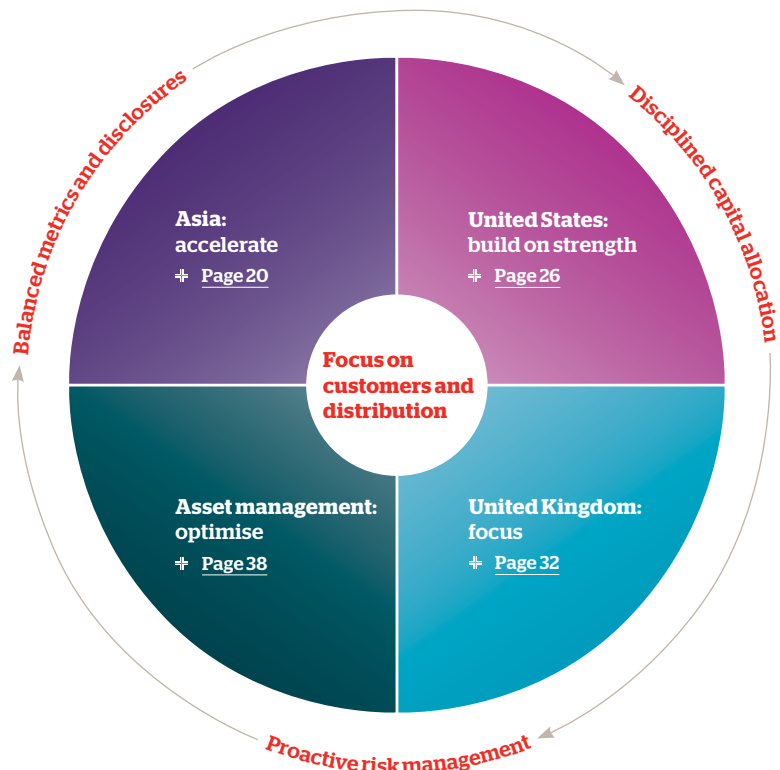 Balanced metrics and disclosures
Disciplined capital allocation
Asia:
accelerate
Page 20
United States:
build on strength
Page 26
Focus on
customers and
distribution
Asset management:
optimise
Page 38
United Kingdom:
focus
Page 32
Proactive risk management